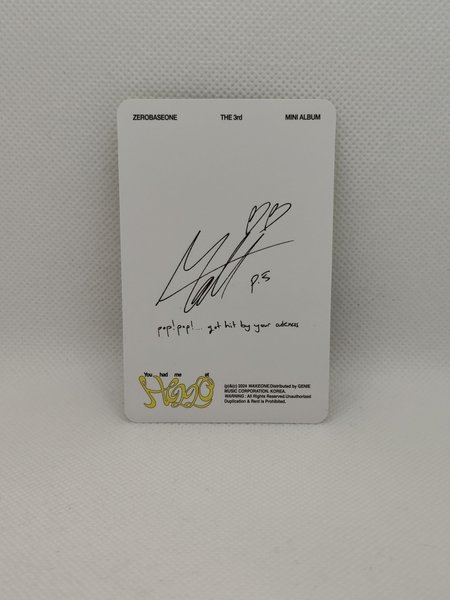 ZEROBASEONE THE 3rd MINI ALBUM
Matt
P.S
pop!pop!... got hit by your cuteness
You had me at
HELLO
(p)&(c) 2024 WAKEONE.Distributed by GENIE
MUSIC CORPORATION. KOREA.
WARNING : All Rights Reserved.Unauthorized
Duplication & Rent is Prohibited.